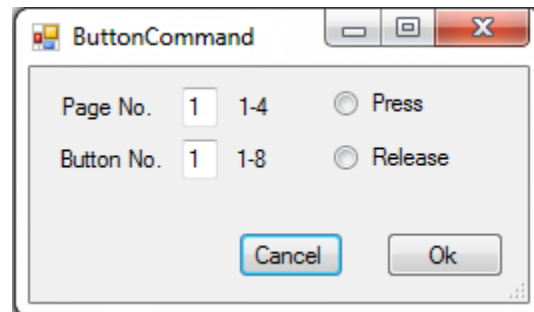 ButtonCommand
Page No. 1 1-4 Press
Button No. 1 1-8 Release
Cancel Ok